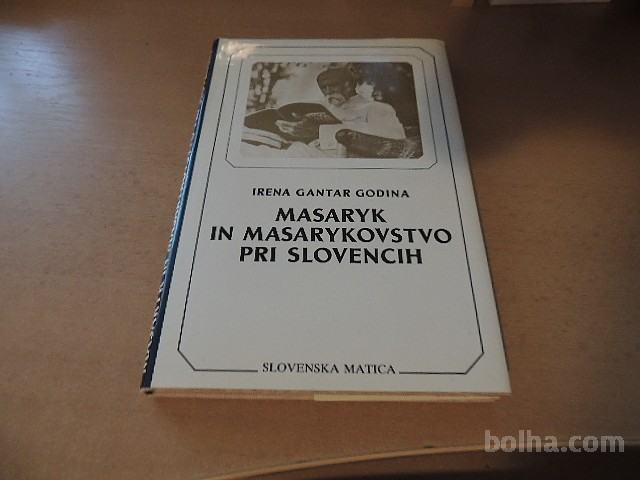 IRENA GANTAR GODINA
MASARYK
IN MASARYKOVSTVO
PRI SLOVENCIH
SLOVENSKA MATICA
bolha.com